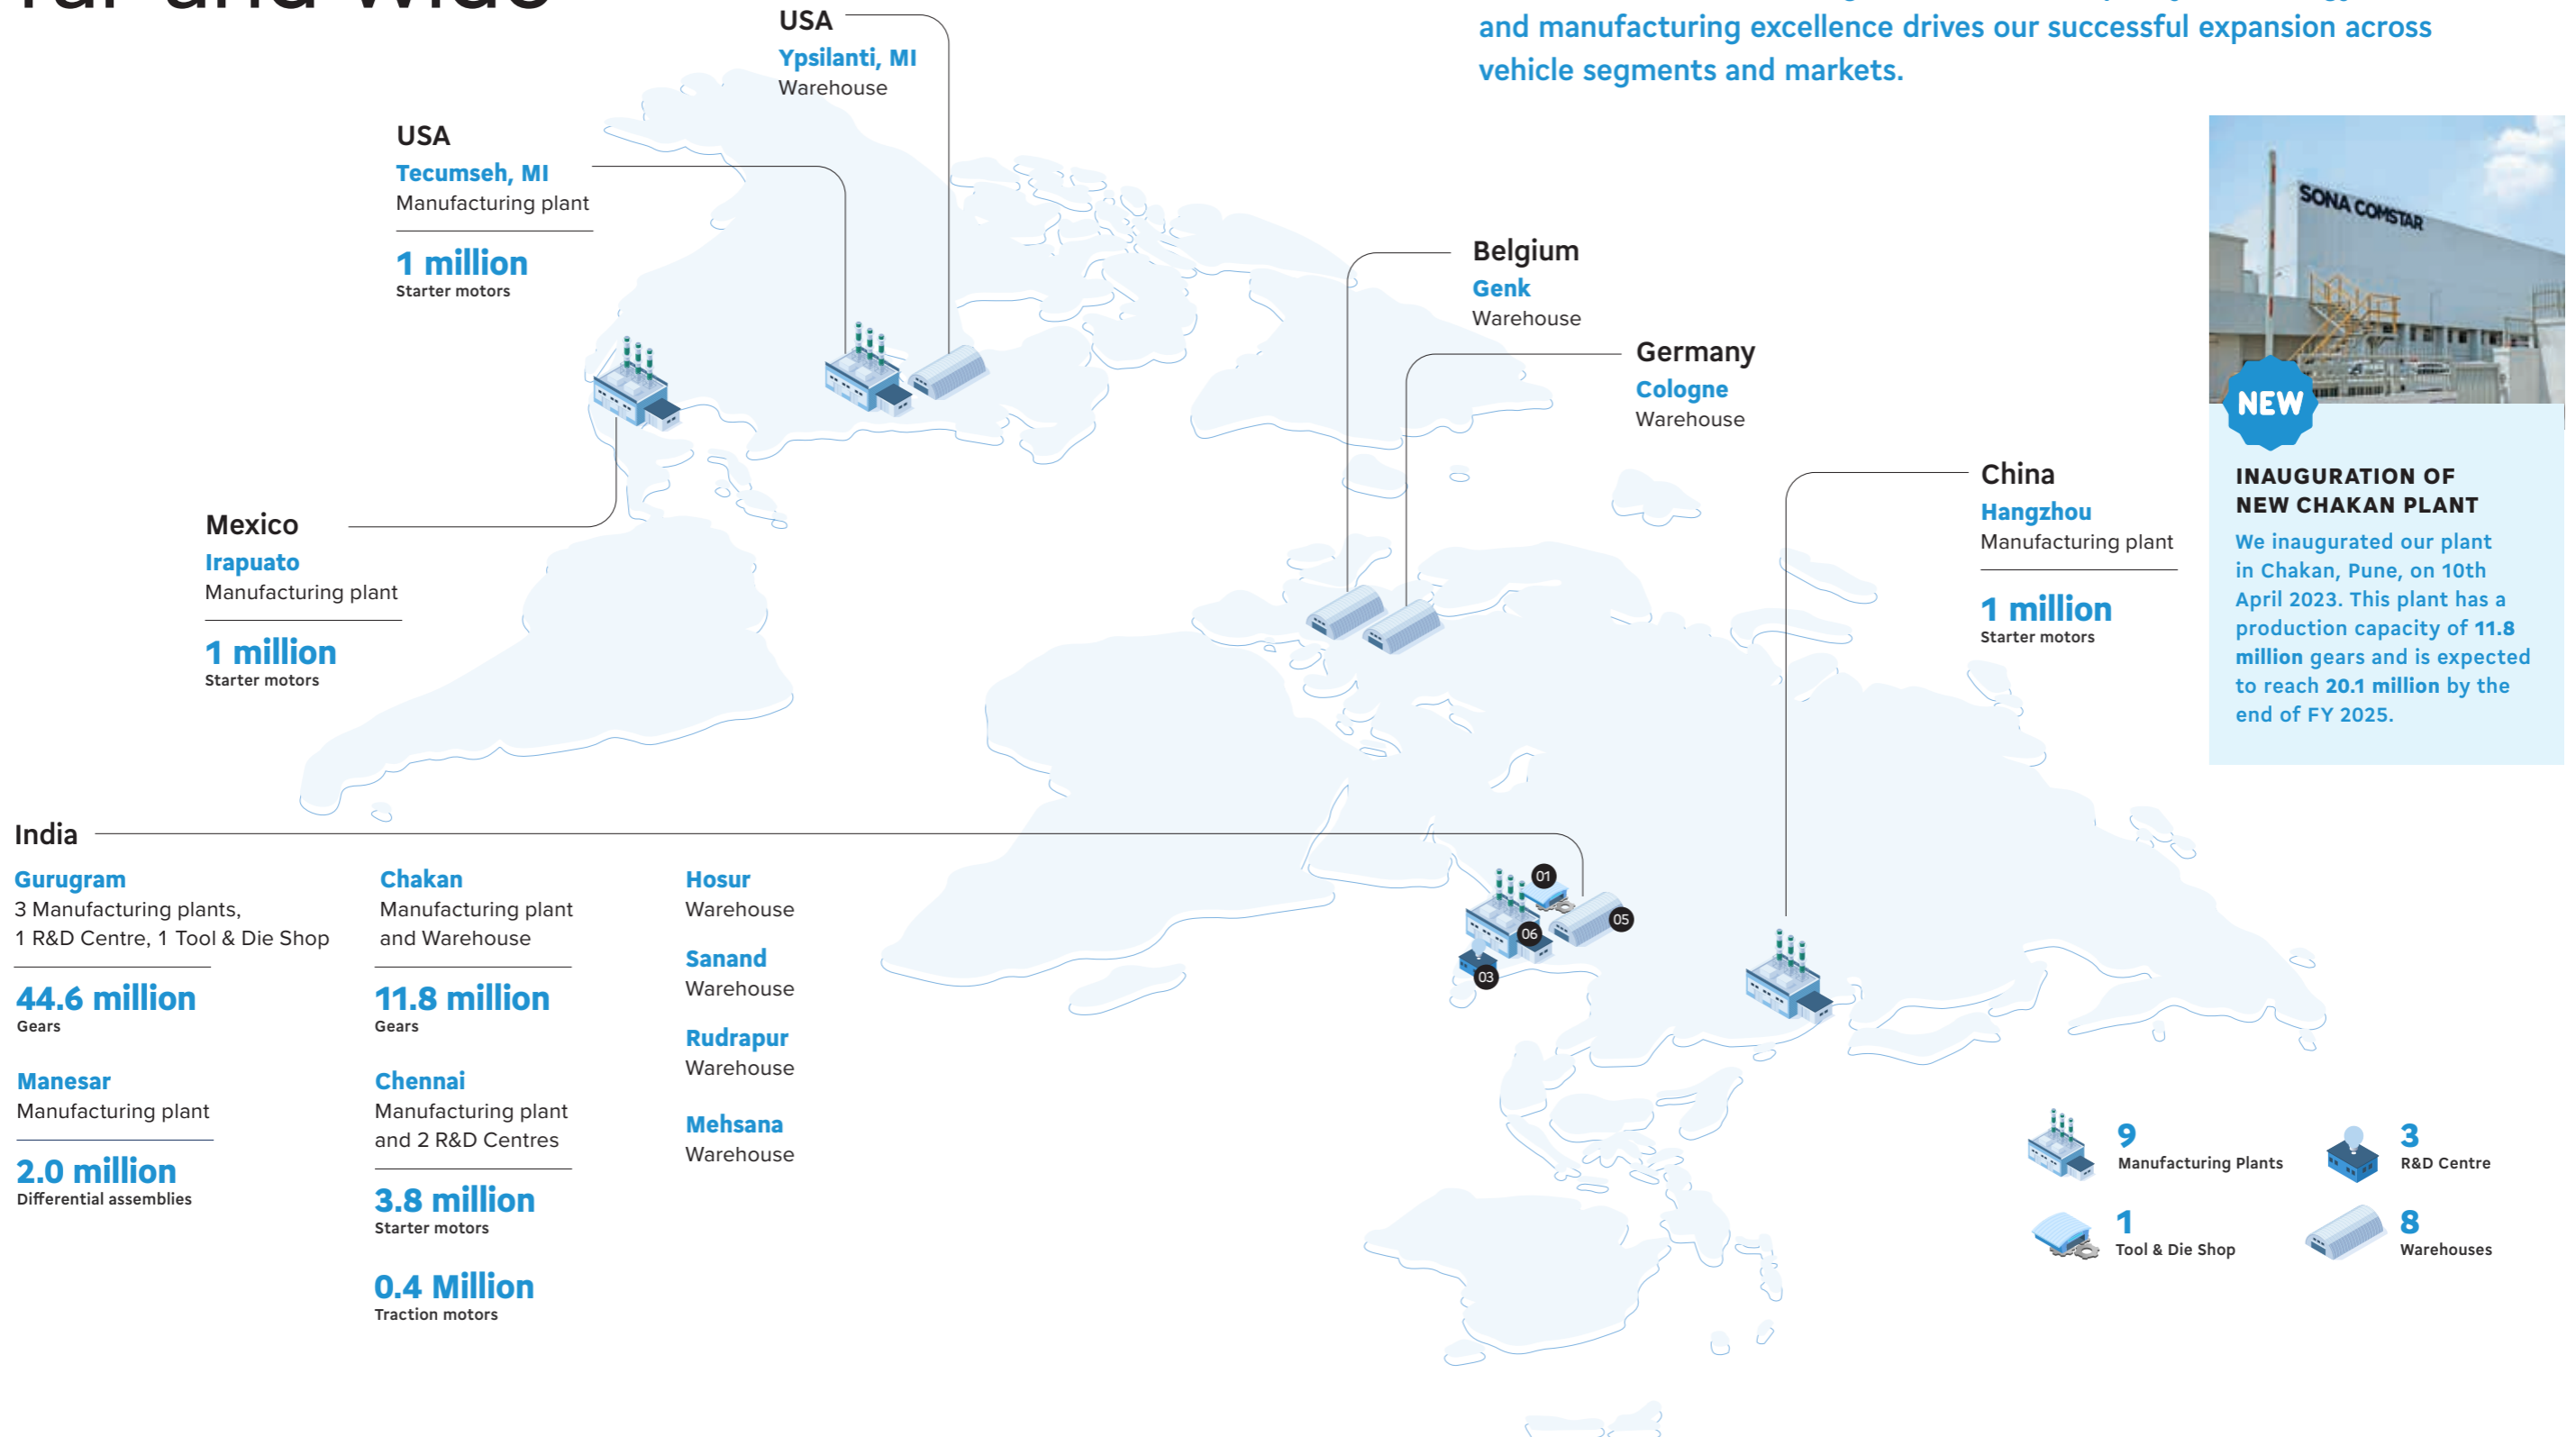 far and wide
and manufacturing excellence drives our successful expansion across
vehicle segments and markets.
USA
Ypsilanti, MI
Warehouse
USA
Tecumseh, MI
Manufacturing plant
1 million
Starter motors
Belgium
Genk
Warehouse
Germany
Cologne
Warehouse
China
Hangzhou
Manufacturing plant
1 million
Starter motors
Mexico
Irapuato
Manufacturing plant
1 million
Starter motors
SONA COMSTAR
NEW
INAUGURATION OF
NEW CHAKAN PLANT
We inaugurated our plant
in Chakan, Pune, on 10th
April 2023. This plant has a
production capacity of 11.8
million gears and is expected
to reach 20.1 million by the
end of FY 2025.
India
Gurugram
3 Manufacturing plants,
1 R&D Centre, 1 Tool & Die Shop
44.6 million
Gears
Manesar
Manufacturing plant
2.0 million
Differential assemblies
Chakan
Manufacturing plant
and Warehouse
11.8 million
Gears
Chennai
Manufacturing plant
and 2 R&D Centres
3.8 million
Starter motors
0.4 Million
Traction motors
Hosur
Warehouse
Sanand
Warehouse
Rudrapur
Warehouse
Mehsana
Warehouse
01
05
06
03
9
Manufacturing Plants
3
R&D Centre
1
Tool & Die Shop
8
Warehouses